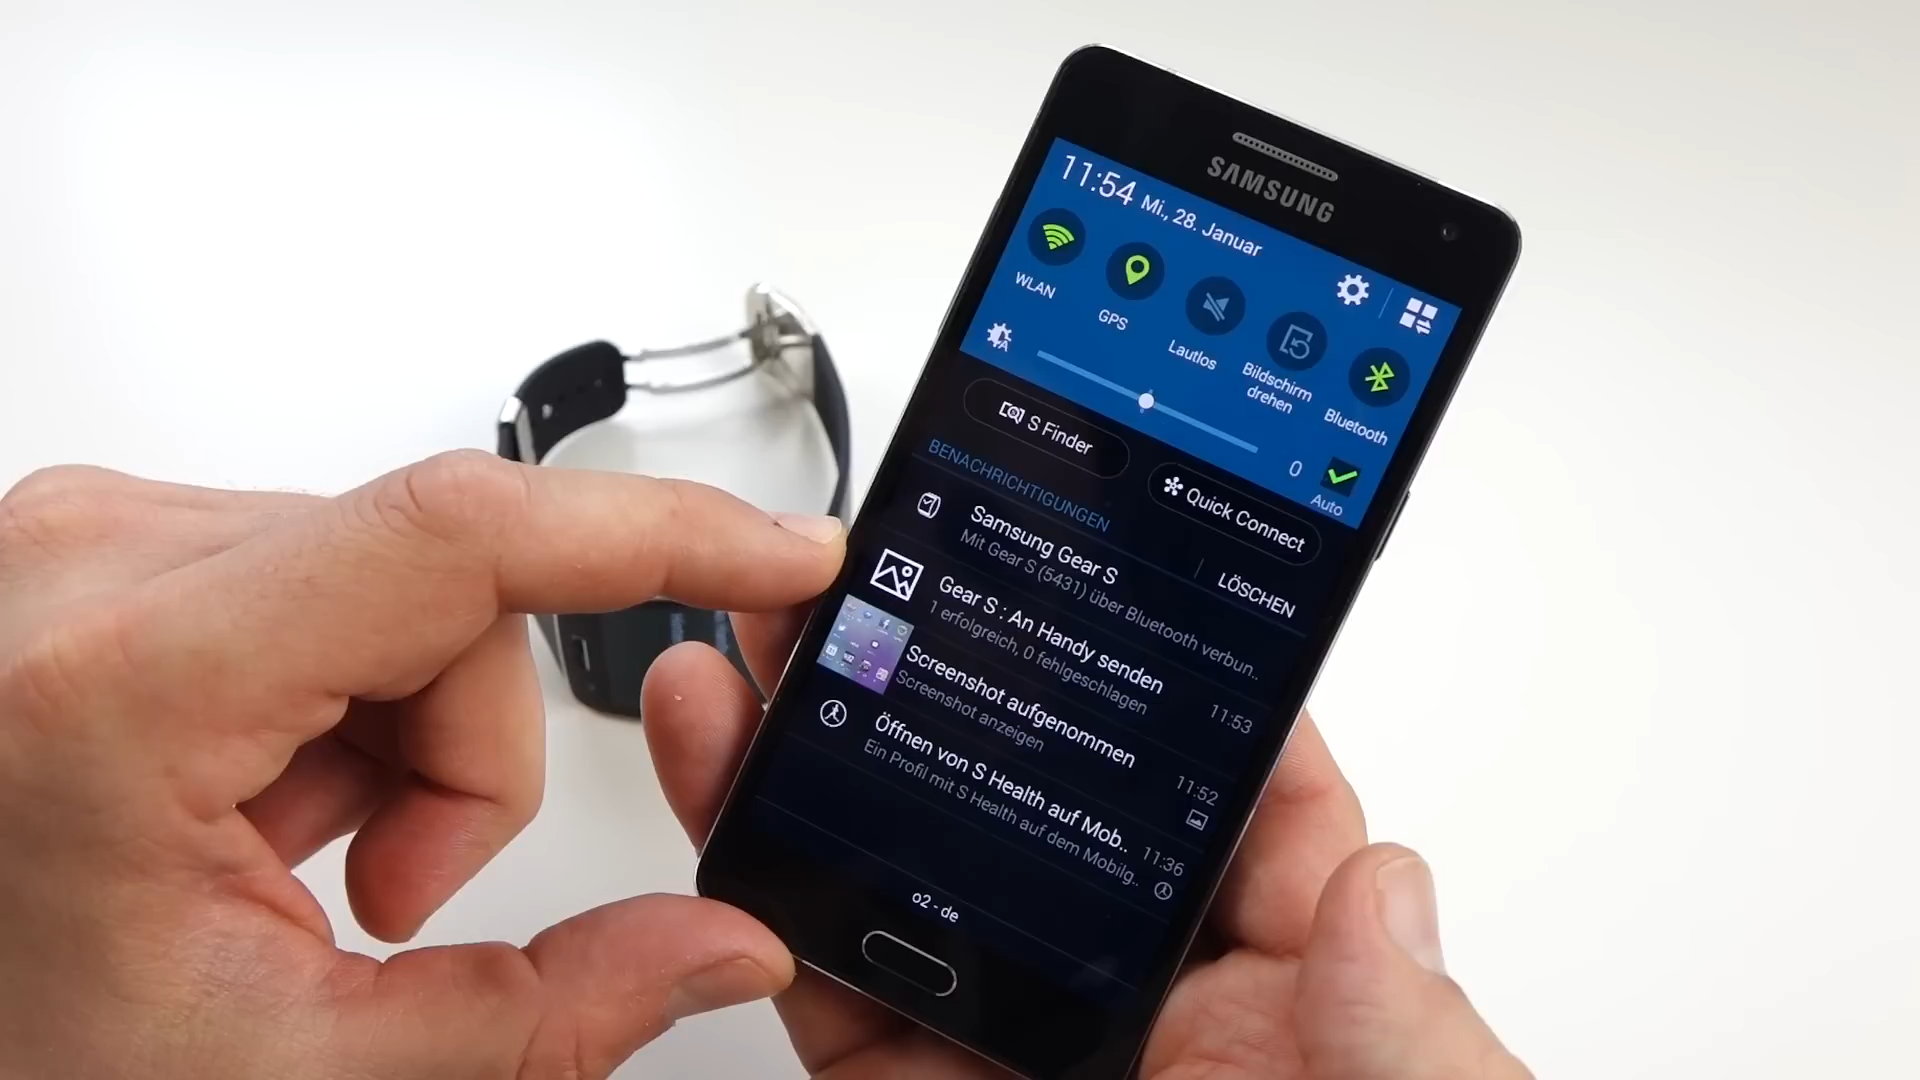 SAMSUNG
11:54 Mi., 28. Januar
WLAN
GPS
Lautlos
Bildschirm
drehen
Bluetooth
0
Auto
S Finder
Quick Connect
BENACHRICHTIGUNGEN
LÖSCHEN
Samsung Gear S
Mit Gear S (5431) über Bluetooth verbun..
Gear S : An Handy senden
1 erfolgreich, 0 fehlgeschlagen
11:53
Screenshot aufgenommen
Screenshot anzeigen
11:52
Öffnen von S Health auf Mob..
Ein Profil mit S Health auf dem Mobilg..
11:36
o2 - de